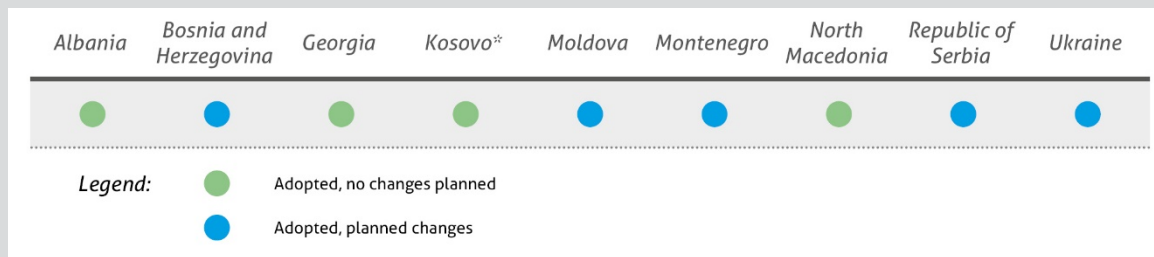 Albania
Bosnia and
Herzegovina
Georgia
Kosovo*
Moldova
Montenegro
North
Macedonia
Republic of
Serbia
Ukraine
Legend:
Adopted, no changes planned
Adopted, planned changes